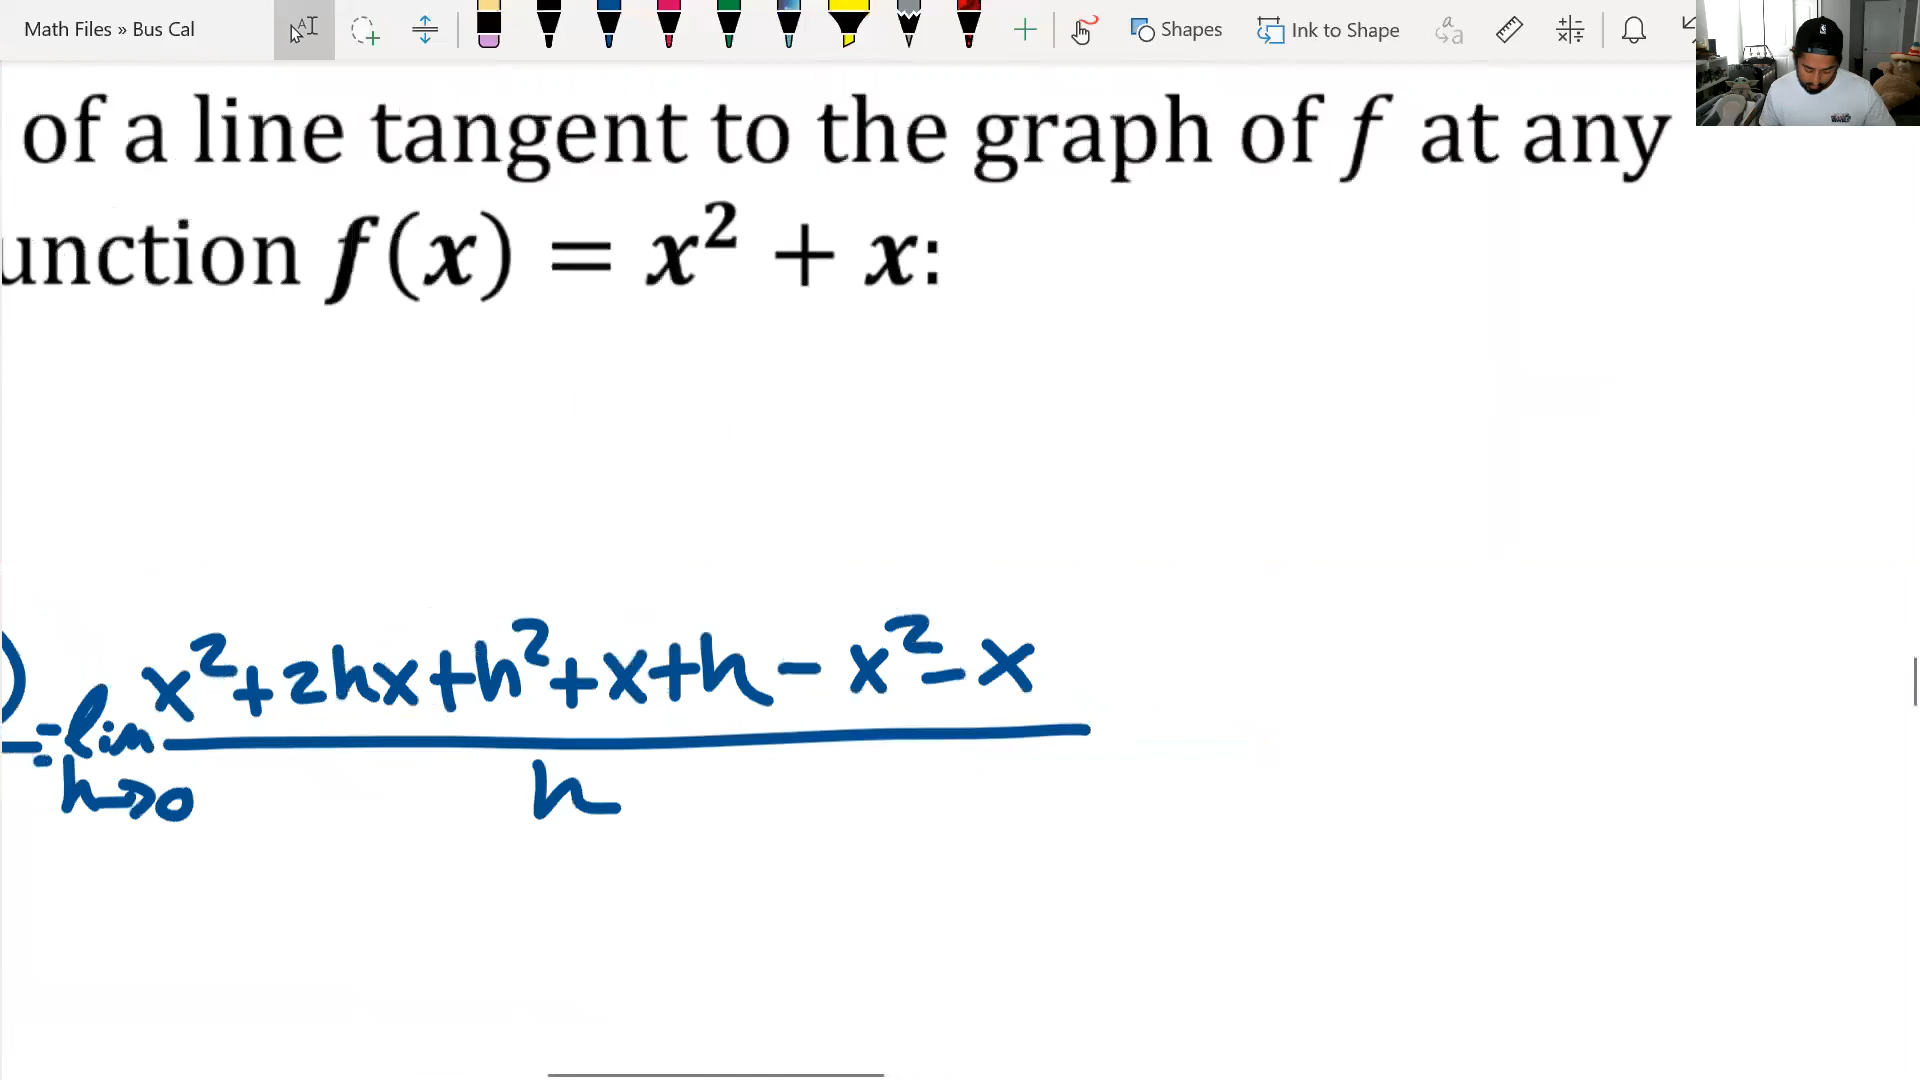 Math Files » Bus Cal
Shapes
Ink to Shape
of a line tangent to the graph of f at any
unction f(x) = x² + x:
) = lim h→0 (x² + 2hx + h² + x + h - x² - x) / h